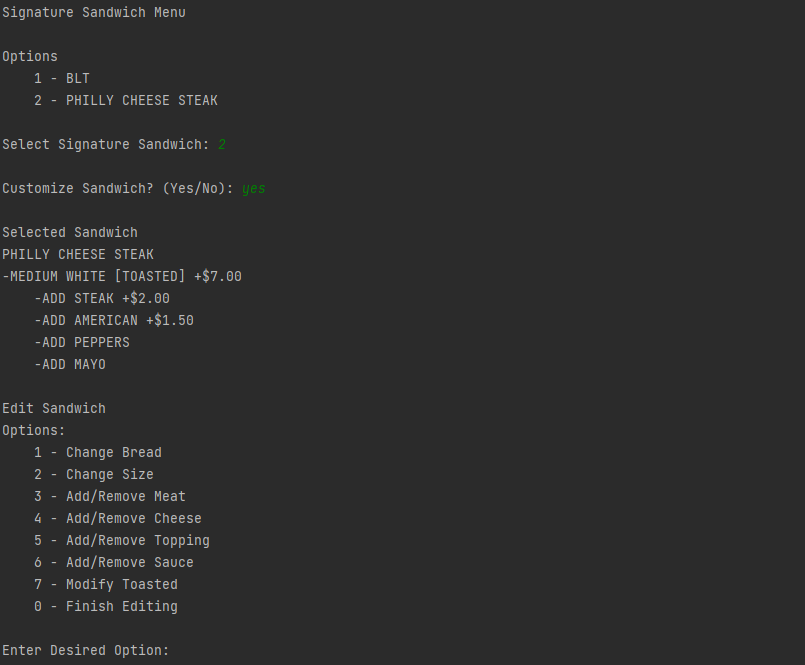 Signature Sandwich Menu
Options
1 - BLT
2 - PHILLY CHEESE STEAK
Select Signature Sandwich: 2
Customize Sandwich? (Yes/No): yes
Selected Sandwich
PHILLY CHEESE STEAK
-MEDIUM WHITE [TOASTED] +$7.00
-ADD STEAK +$2.00
-ADD AMERICAN +$1.50
-ADD PEPPERS
-ADD MAYO
Edit Sandwich
Options:
1 - Change Bread
2 - Change Size
3 - Add/Remove Meat
4 - Add/Remove Cheese
5 - Add/Remove Topping
6 - Add/Remove Sauce
7 - Modify Toasted
0 - Finish Editing
Enter Desired Option: